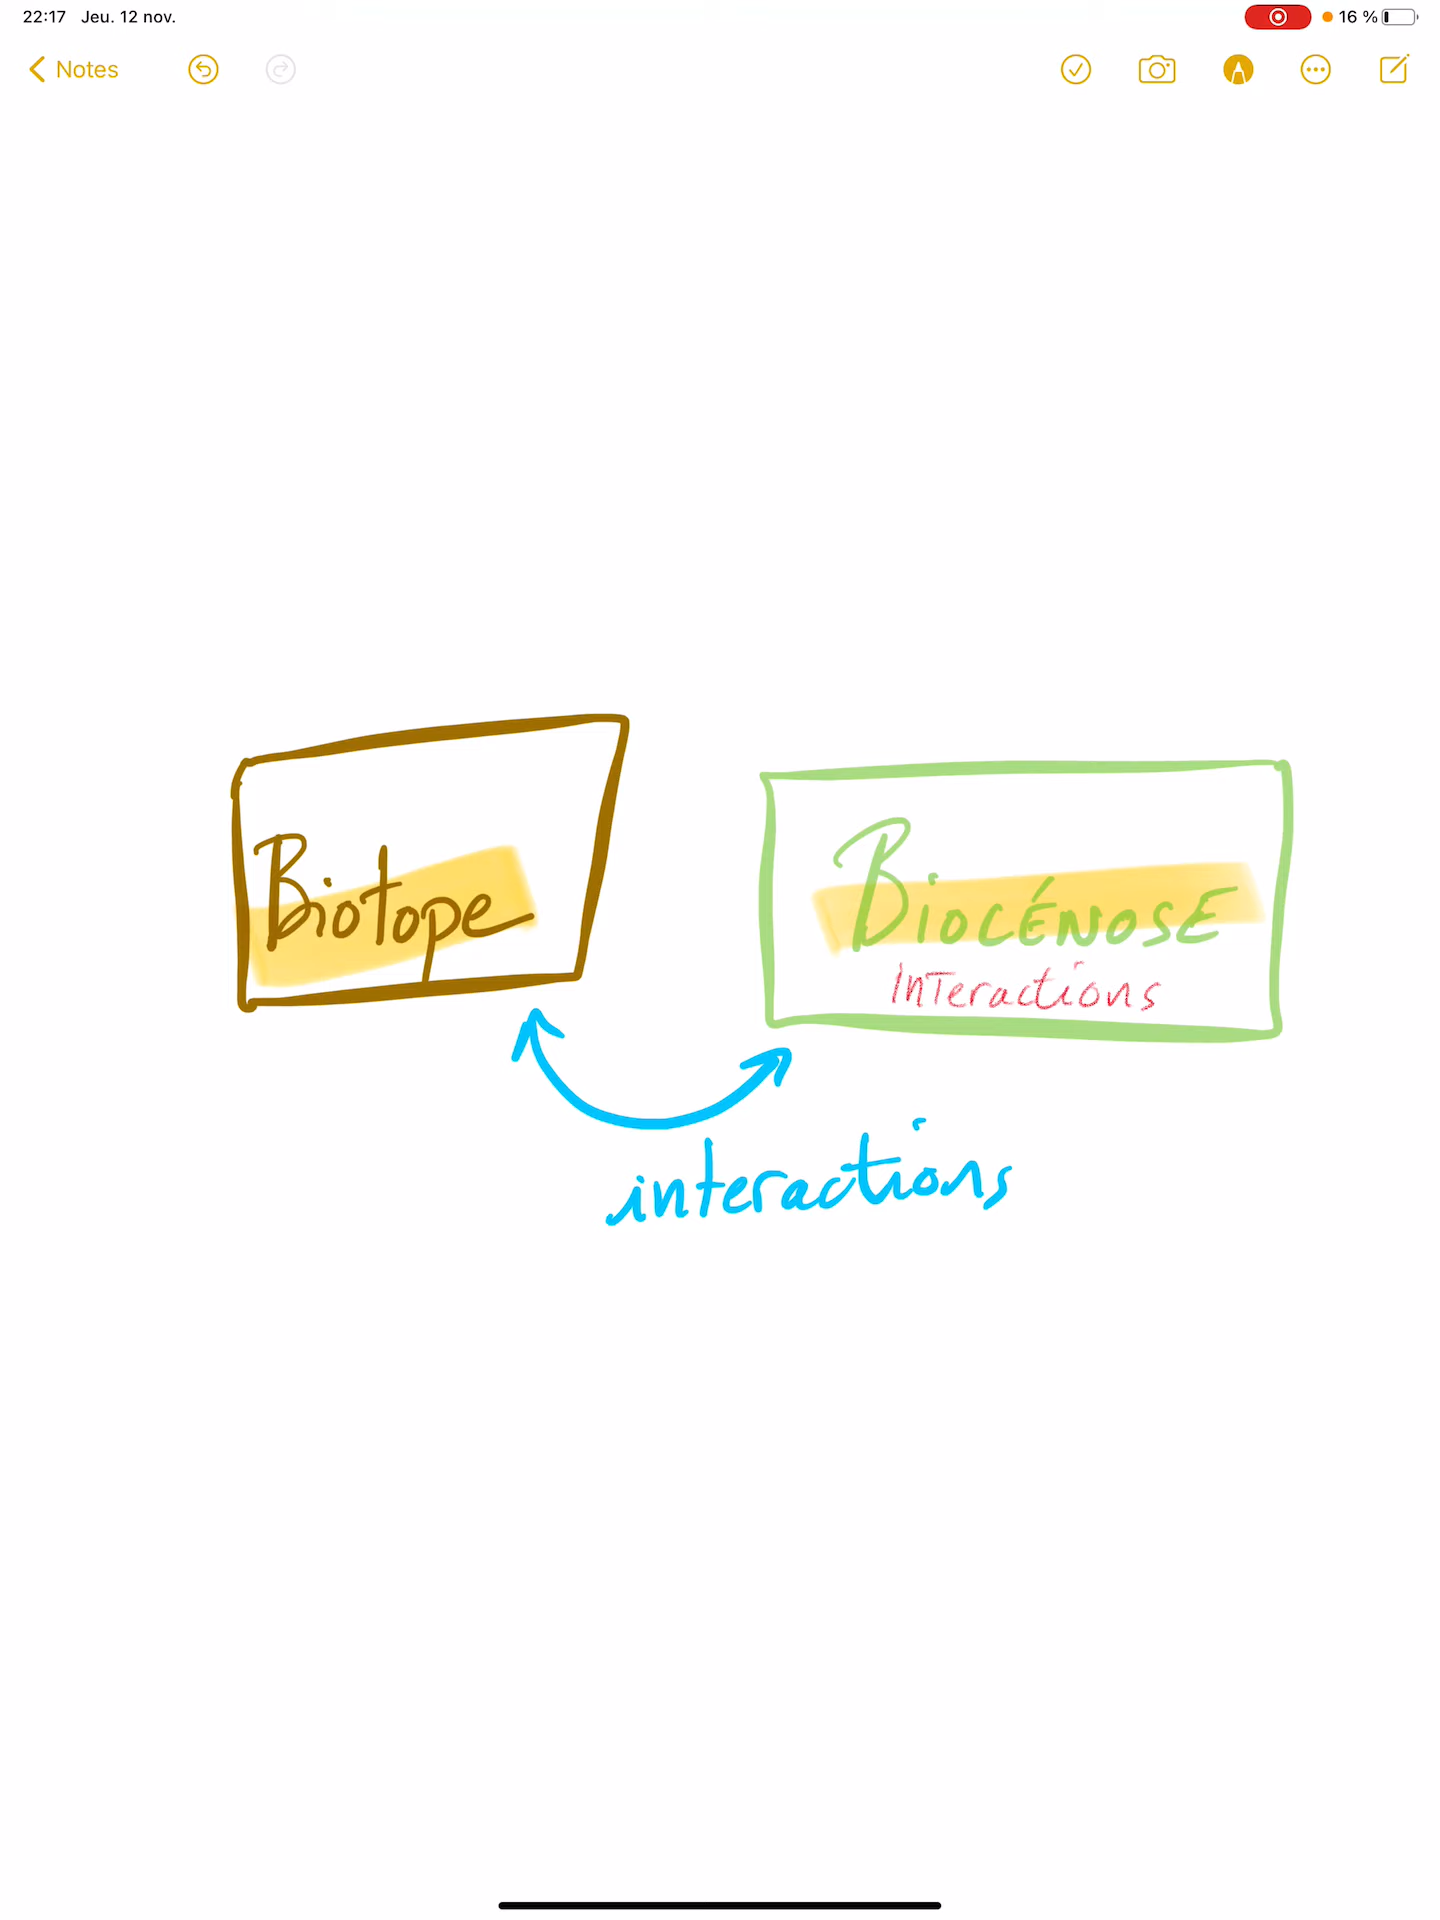 22:17 Jeu. 12 nov.
16 %
Notes
Biotope
BIOCÉNOSE
InTeractions
interactions